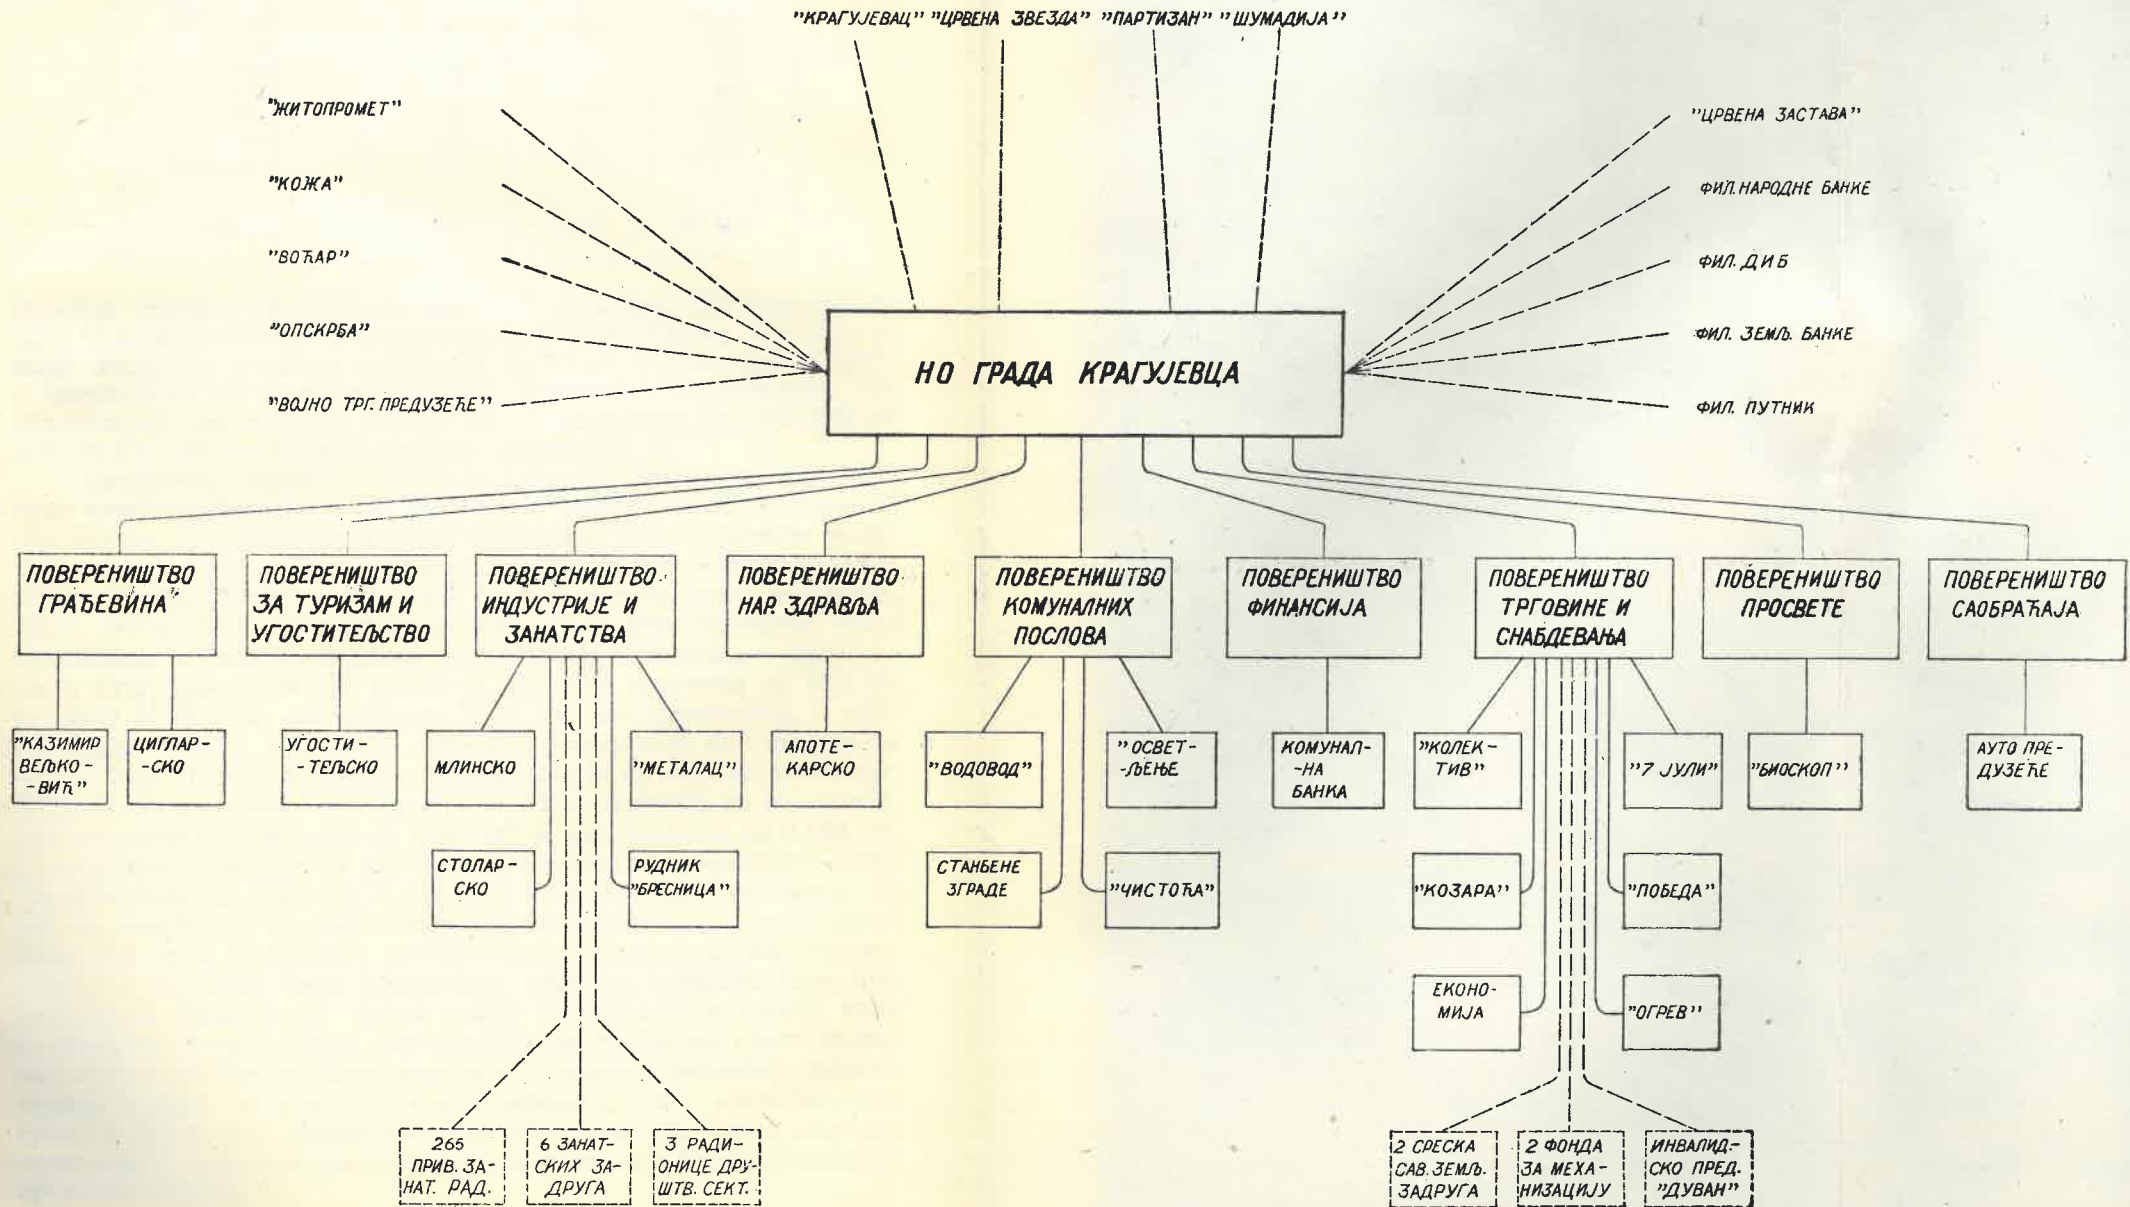 "КРАГУЈЕВАЦ" "ЦРВЕНА ЗВЕЗДА" "ПАРТИЗАН" "ШУМАДИЈА"
"ЖИТОПРОМЕТ"
"КОЖА"
"ВОЋАР"
"ОПСКРБА"
"ВОЈНО ТРГ. ПРЕДУЗЕЋЕ"
"ЦРВЕНА ЗАСТАВА"
ФИЛ. НАРОДНЕ БАНКЕ
ФИЛ. ДИБ
ФИЛ. ЗЕМЉ. БАНКЕ
ФИЛ. ПУТНИК
НО ГРАДА КРАГУЈЕВЦА
ПОВЕРЕНИШТВО
ГРАЂЕВИНА
ПОВЕРЕНИШТВО
ЗА ТУРИЗАМ И
УГОСТИТЕЉСТВО
ПОВЕРЕНИШТВО
ИНДУСТРИЈЕ И
ЗАНАТСТВА
ПОВЕРЕНИШТВО
НАР. ЗДРАВЉА
ПОВЕРЕНИШТВО
КОМУНАЛНИХ
ПОСЛОВА
ПОВЕРЕНИШТВО
ФИНАНСИЈА
ПОВЕРЕНИШТВО
ТРГОВИНЕ И
СНАБДЕВАЊА
ПОВЕРЕНИШТВО
ПРОСВЕТЕ
ПОВЕРЕНИШТВО
САОБРАЋАЈА
"КАЗИМИР
ВЕЉКО-
-ВИЋ"
ЦИГЛАР-
-СКО
УГОСТИ-
-ТЕЉСКО
МЛИНСКО
"МЕТАЛАЦ"
АПОТЕ-
КАРСКО
"ВОДОВОД"
"ОСВЕТ-
-ЉЕЊЕ
КОМУНАЛ-
-НА
БАНКА
"КОЛЕК-
ТИВ"
"7 ЈУЛИ"
"БИОСКОП"
АУТО ПРЕ-
ДУЗЕЋЕ
СТОЛАР-
СКО
РУДНИК
"БРЕСНИЦА"
СТАНБЕНЕ
ЗГРАДЕ
"ЧИСТОЋА"
"КОЗАРА"
"ПОБЕДА"
ЕКОНО-
МИЈА
"ОГРЕВ"
265
ПРИВ. ЗА-
НАТ. РАД.
6 ЗАНАТ-
СКИХ ЗА-
ДРУГА
3 РАДИ-
ОНИЦЕ ДРУ-
ШТВ. СЕКТ.
2 СРЕСКА
САВ. ЗЕМЉ.
ЗАДРУГА
2 ФОНДА
ЗА МЕХА-
НИЗАЦИЈУ
ИНВАЛИД-
СКО ПРЕД.
"ДУВАН"